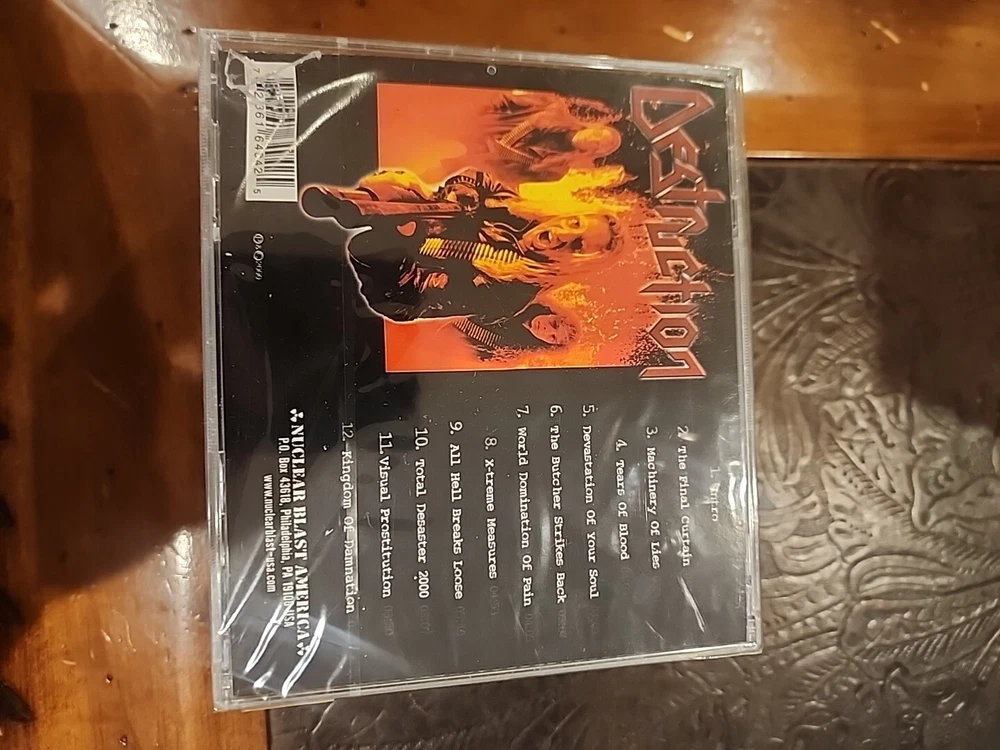 DESTRUCTION
1. Intro
2. The Final Curtain
3. Machinery Of Lies
4. Tears Of Blood
5. Devastation Of Your Soul
6. The Butcher Strikes Back
7. World Domination Of Pain
8. X-treme Measures
9. All Hell Breaks Loose
10. Total Desaster 2000
11. Visual Prostitution
12. Kingdom Of Damnation
NUCLEAR BLAST AMERICA
P.O. Box 43618, Philadelphia, PA 19106 USA
www.nuclearblast-usa.com